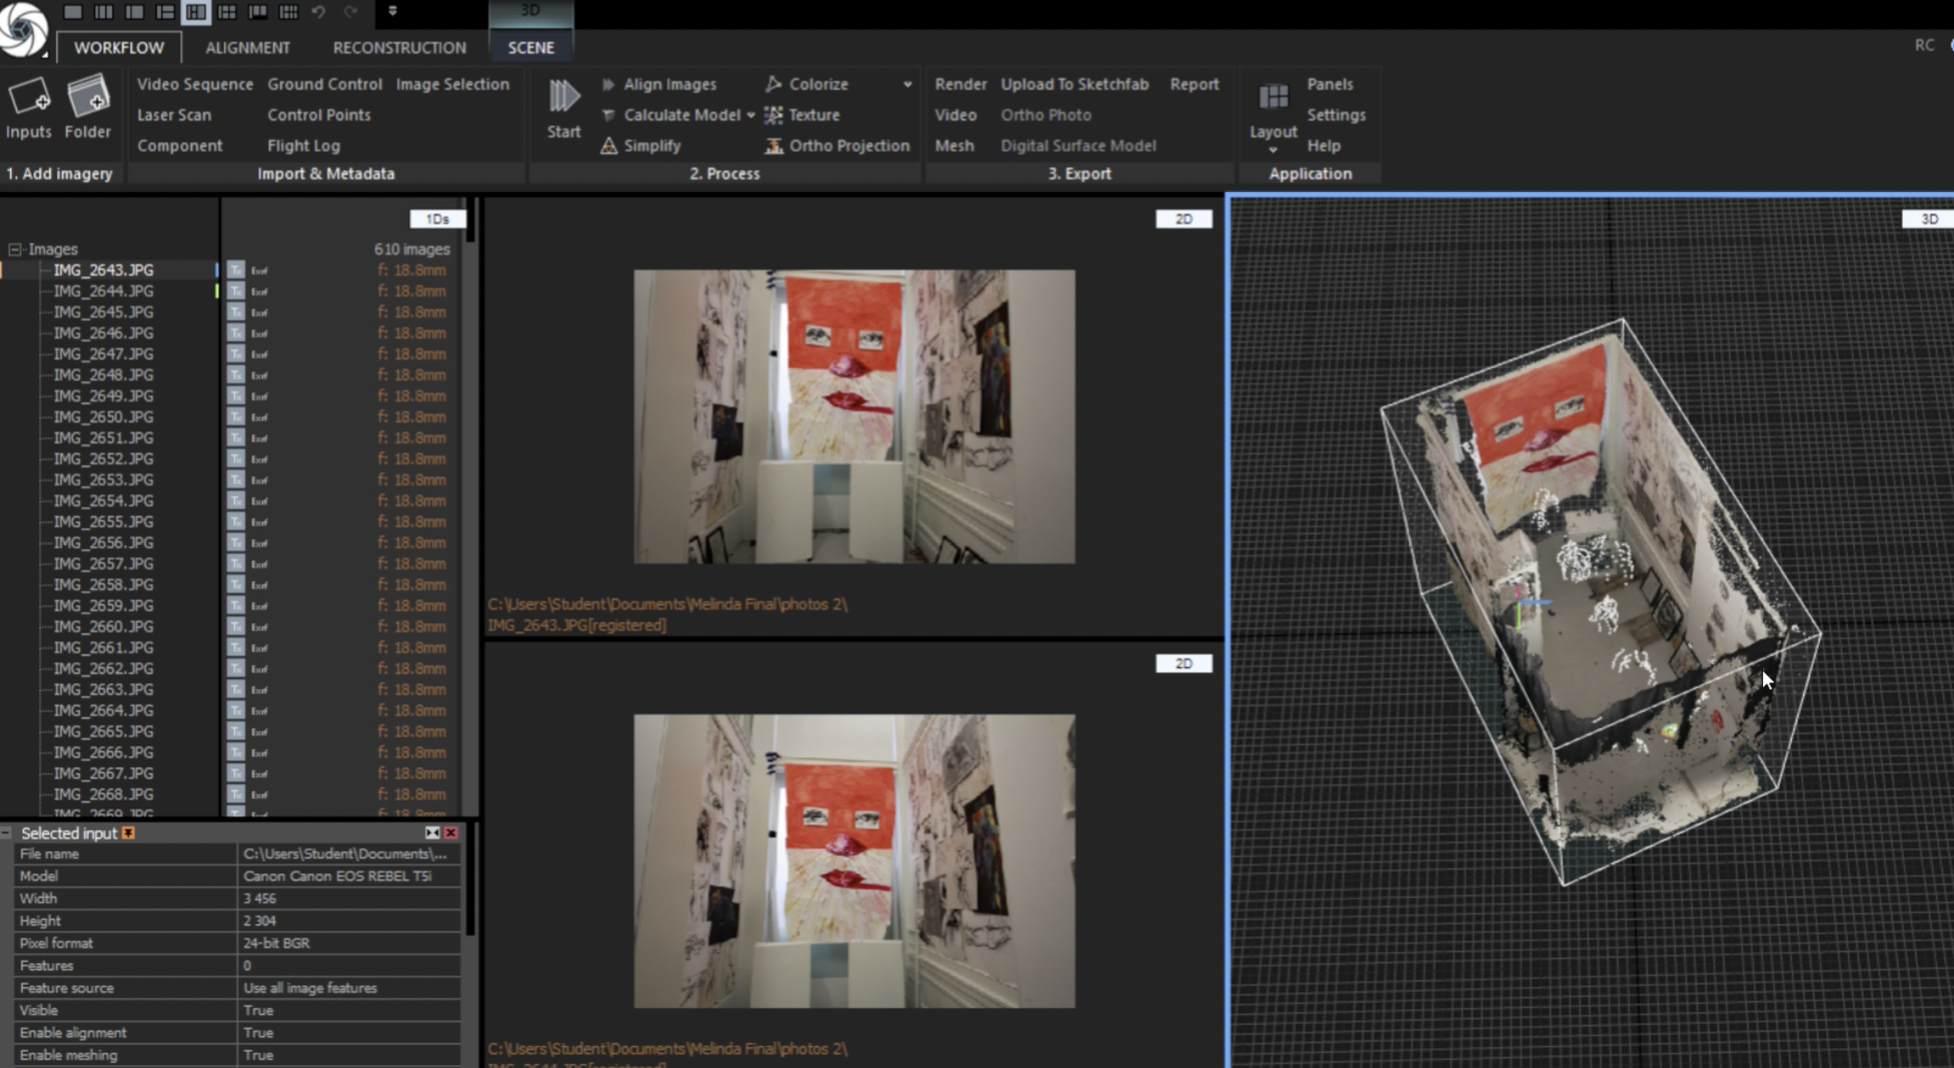 3D
WORKFLOW ALIGNMENT RECONSTRUCTION SCENE RC
Video Sequence Ground Control Image Selection Align Images Colorize Render Upload To Sketchfab Report Panels
Laser Scan Control Points Calculate Model Texture Video Ortho Photo Settings
Inputs Folder Start Layout
Component Flight Log Simplify Ortho Projection Mesh Digital Surface Model Help
1. Add imagery Import & Metadata 2. Process 3. Export Application
1Ds 2D 3D
Images 610 images
IMG_2643.JPG Exif f: 18.8mm
IMG_2644.JPG Exif f: 18.8mm
IMG_2645.JPG Exif f: 18.8mm
IMG_2646.JPG Exif f: 18.8mm
IMG_2647.JPG Exif f: 18.8mm
IMG_2648.JPG Exif f: 18.8mm
IMG_2649.JPG Exif f: 18.8mm
IMG_2650.JPG Exif f: 18.8mm
IMG_2651.JPG Exif f: 18.8mm
IMG_2652.JPG Exif f: 18.8mm
IMG_2653.JPG Exif f: 18.8mm
IMG_2654.JPG Exif f: 18.8mm
IMG_2655.JPG Exif f: 18.8mm
IMG_2656.JPG Exif f: 18.8mm
IMG_2657.JPG Exif f: 18.8mm
IMG_2658.JPG Exif f: 18.8mm
IMG_2659.JPG Exif f: 18.8mm
IMG_2660.JPG Exif f: 18.8mm
IMG_2661.JPG Exif f: 18.8mm
IMG_2662.JPG Exif f: 18.8mm
IMG_2663.JPG Exif f: 18.8mm
IMG_2664.JPG Exif f: 18.8mm
IMG_2665.JPG Exif f: 18.8mm
IMG_2666.JPG Exif f: 18.8mm
IMG_2667.JPG Exif f: 18.8mm
IMG_2668.JPG Exif f: 18.8mm
IMG_2669.JPG
Selected input
File name C:\Users\Student\Documents\...
Model Canon Canon EOS REBEL T5i
Width 3 456
Height 2 304
Pixel format 24-bit BGR
Features 0
Feature source Use all image features
Visible True
Enable alignment True
Enable meshing True
C:\Users\Student\Documents\Melinda Final\photos 2\
IMG_2643.JPG[registered]
2D
C:\Users\Student\Documents\Melinda Final\photos 2\
IMG_2644.JPG[registered]